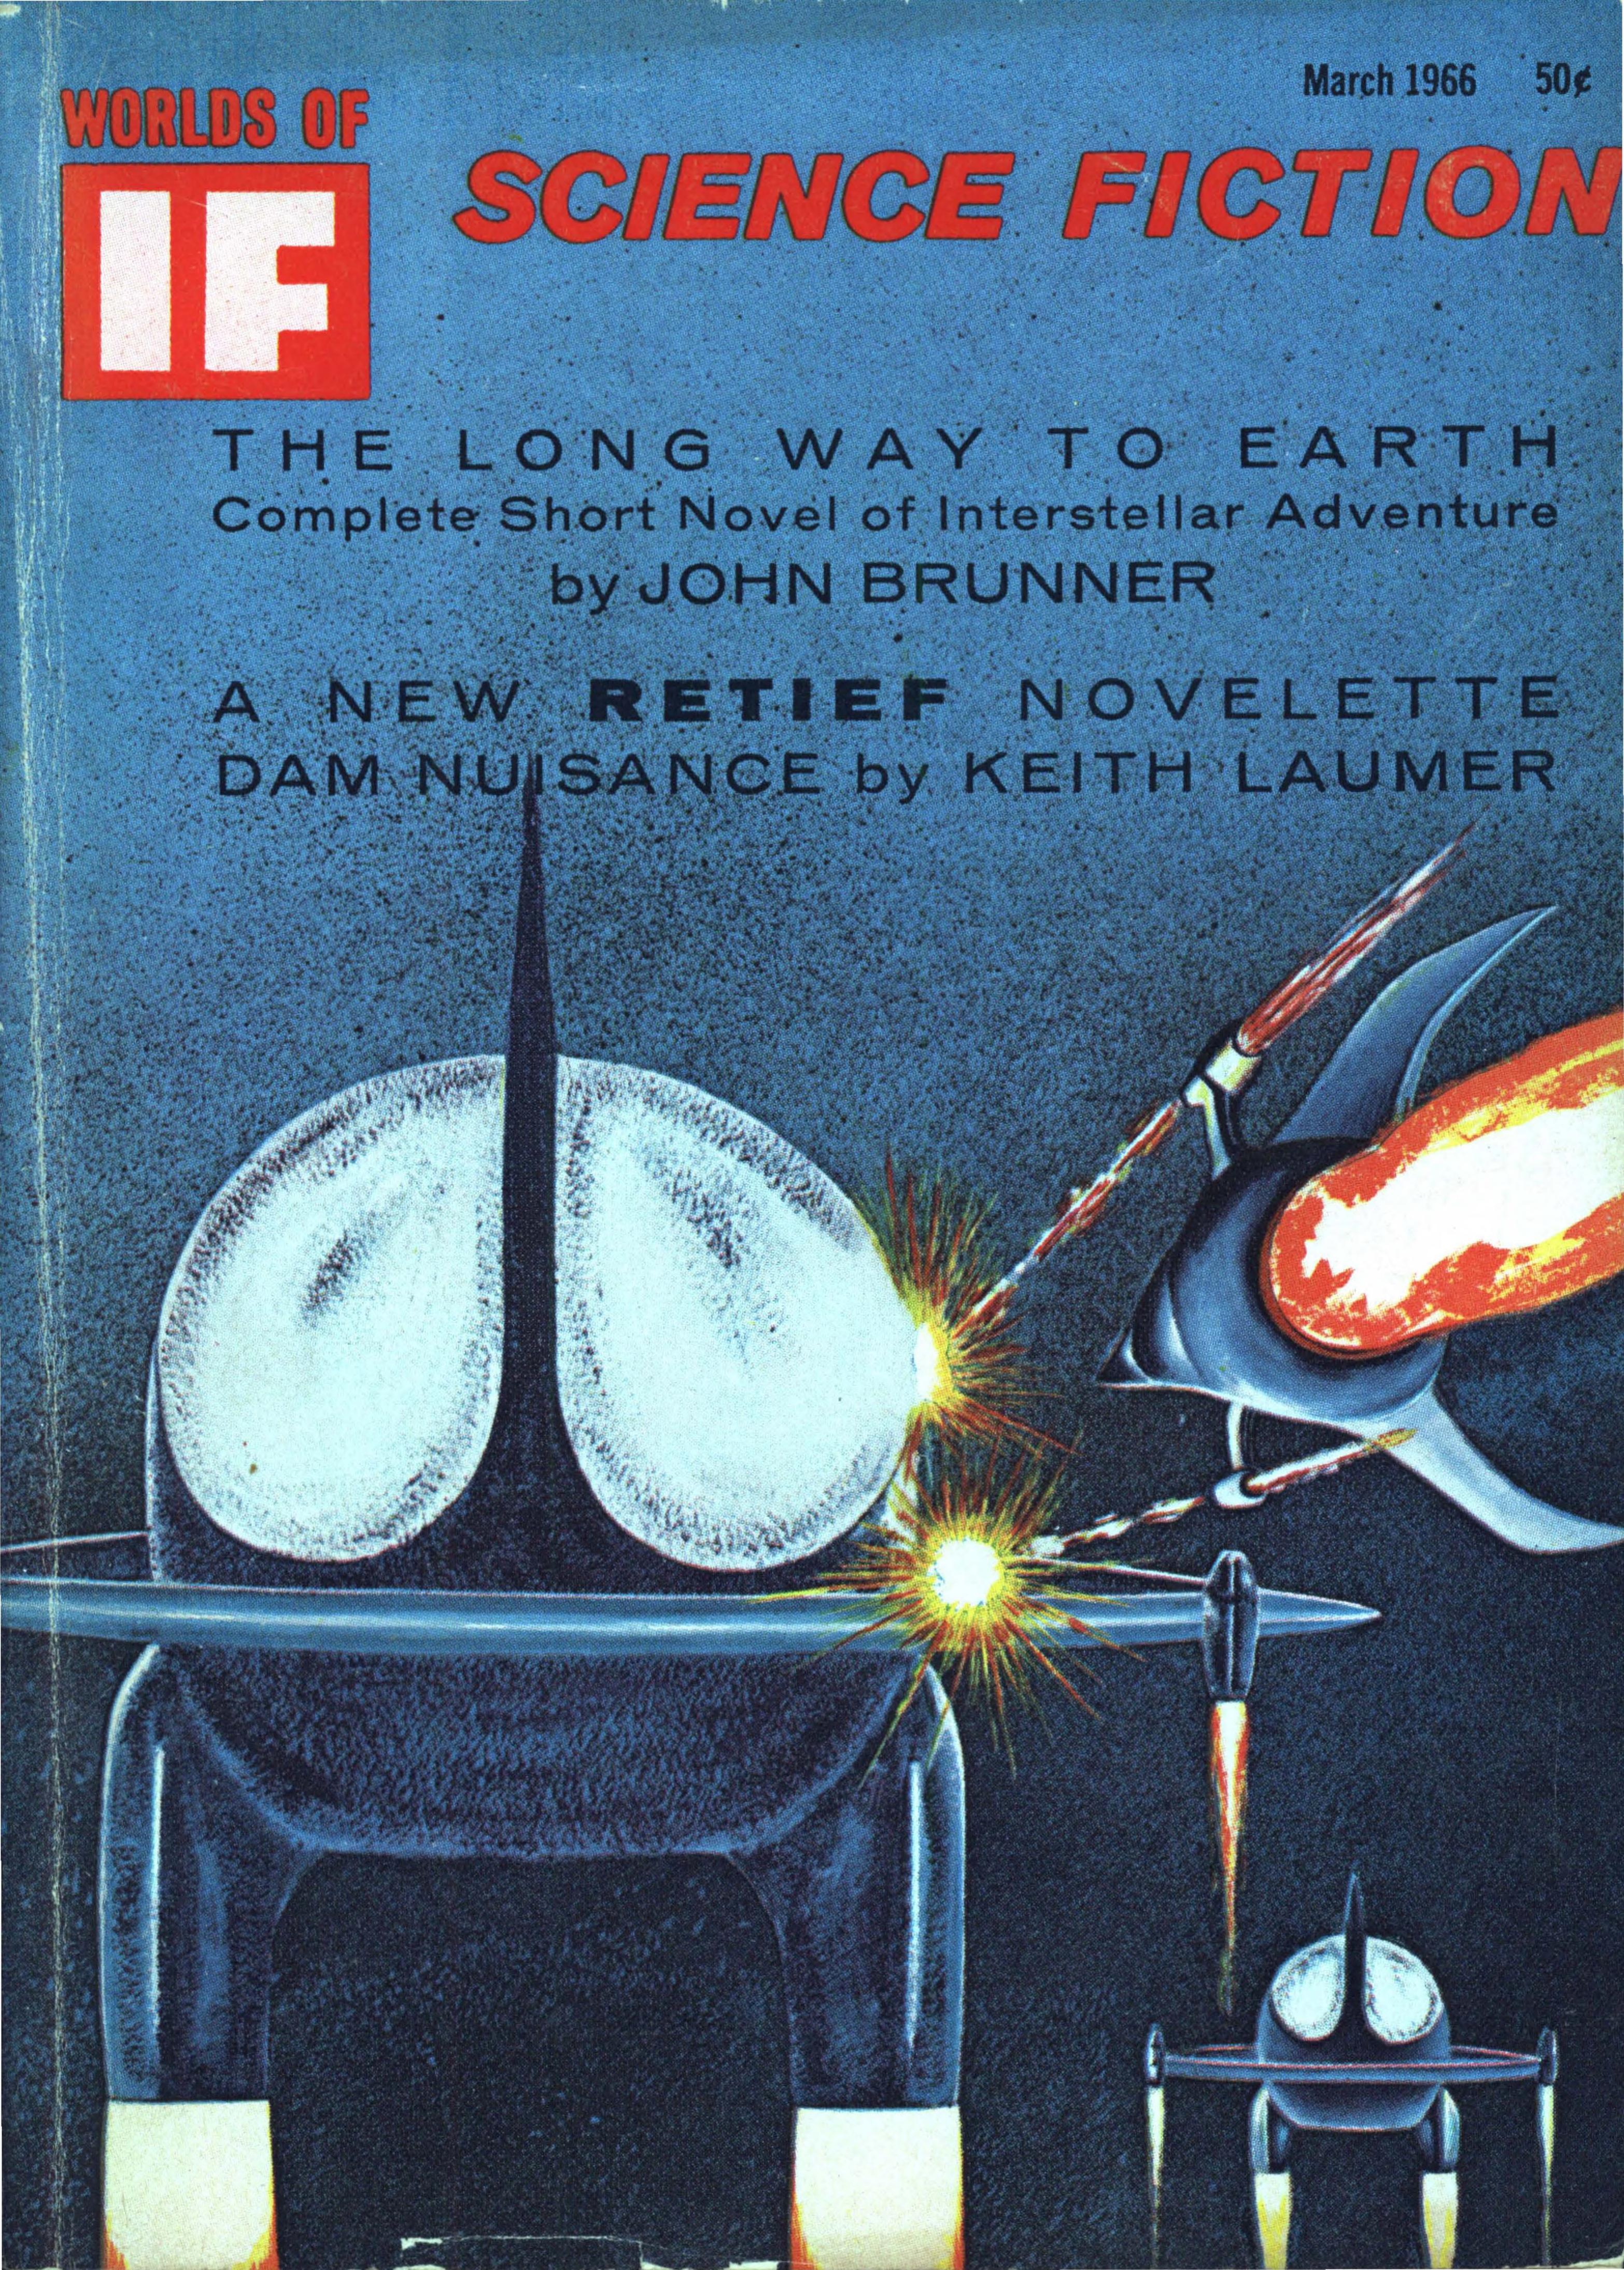 March 1966 50¢
WORLDS OF
IF
SCIENCE FICTION
THE LONG WAY TO EARTH
Complete Short Novel of Interstellar Adventure
by JOHN BRUNNER
A NEW RETIEF NOVELETTE
DAM NUISANCE by KEITH LAUMER